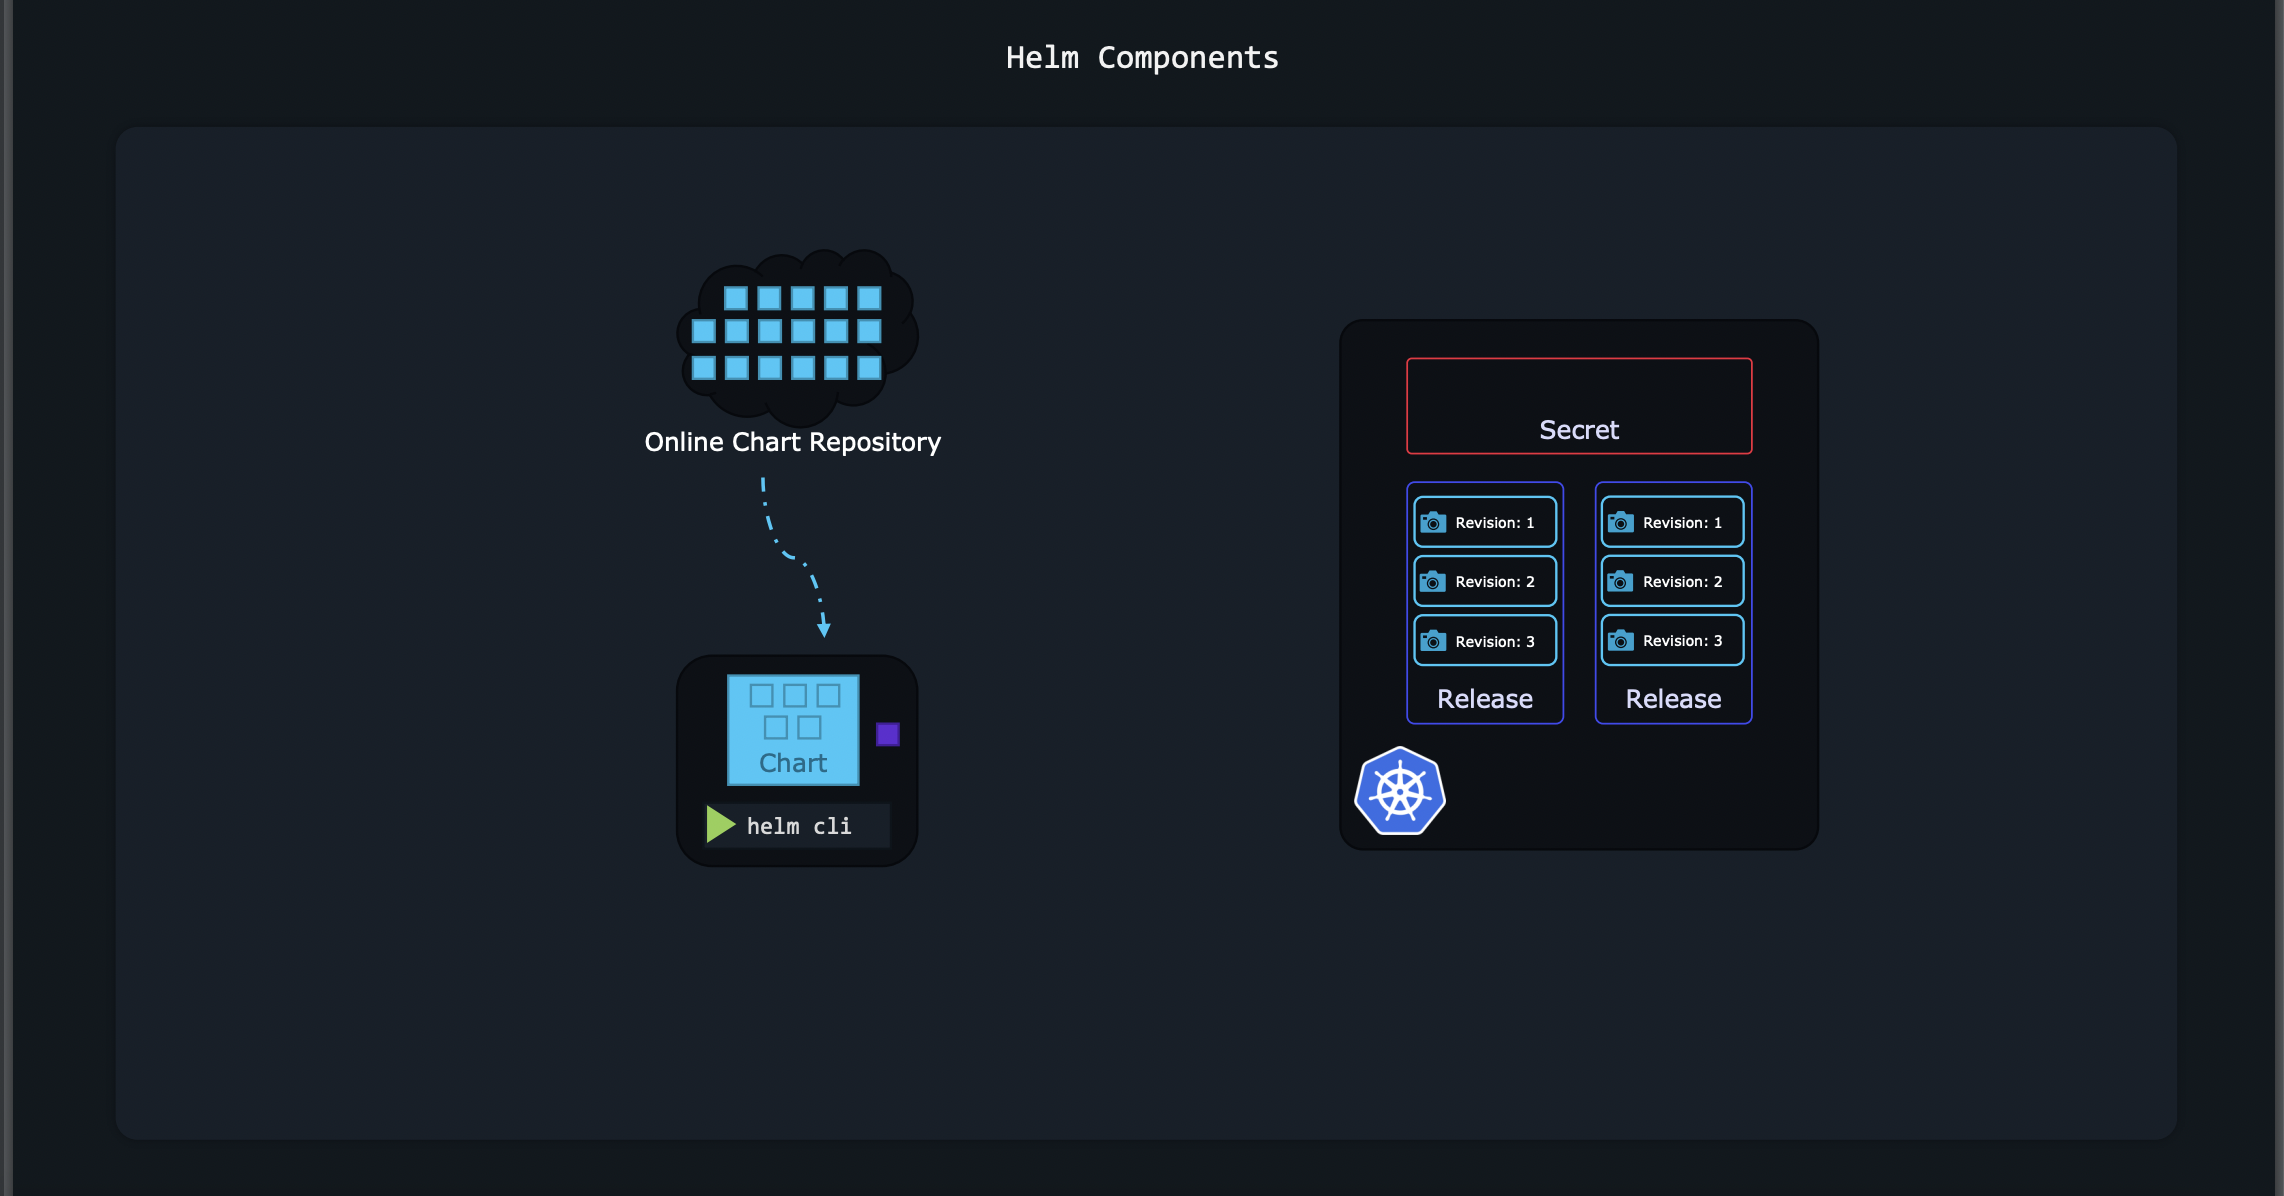 Helm Components
Online Chart Repository
Chart
helm cli
Secret
Revision: 1
Revision: 2
Revision: 3
Release
Revision: 1
Revision: 2
Revision: 3
Release